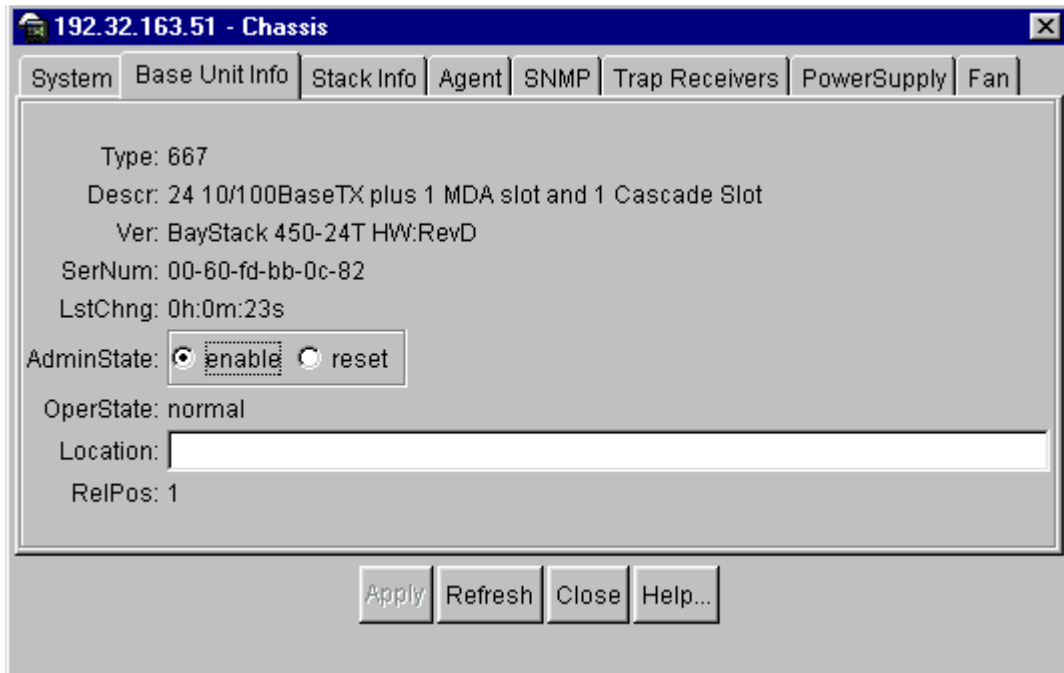 192.32.163.51 - Chassis
System Base Unit Info Stack Info Agent SNMP Trap Receivers PowerSupply Fan
Type: 667
Descr: 24 10/100BaseTX plus 1 MDA slot and 1 Cascade Slot
Ver: BayStack 450-24T HW:RevD
SerNum: 00-60-fd-bb-0c-82
LstChng: 0h:0m:23s
AdminState: enable reset
OperState: normal
Location:
RelPos: 1
Apply Refresh Close Help...